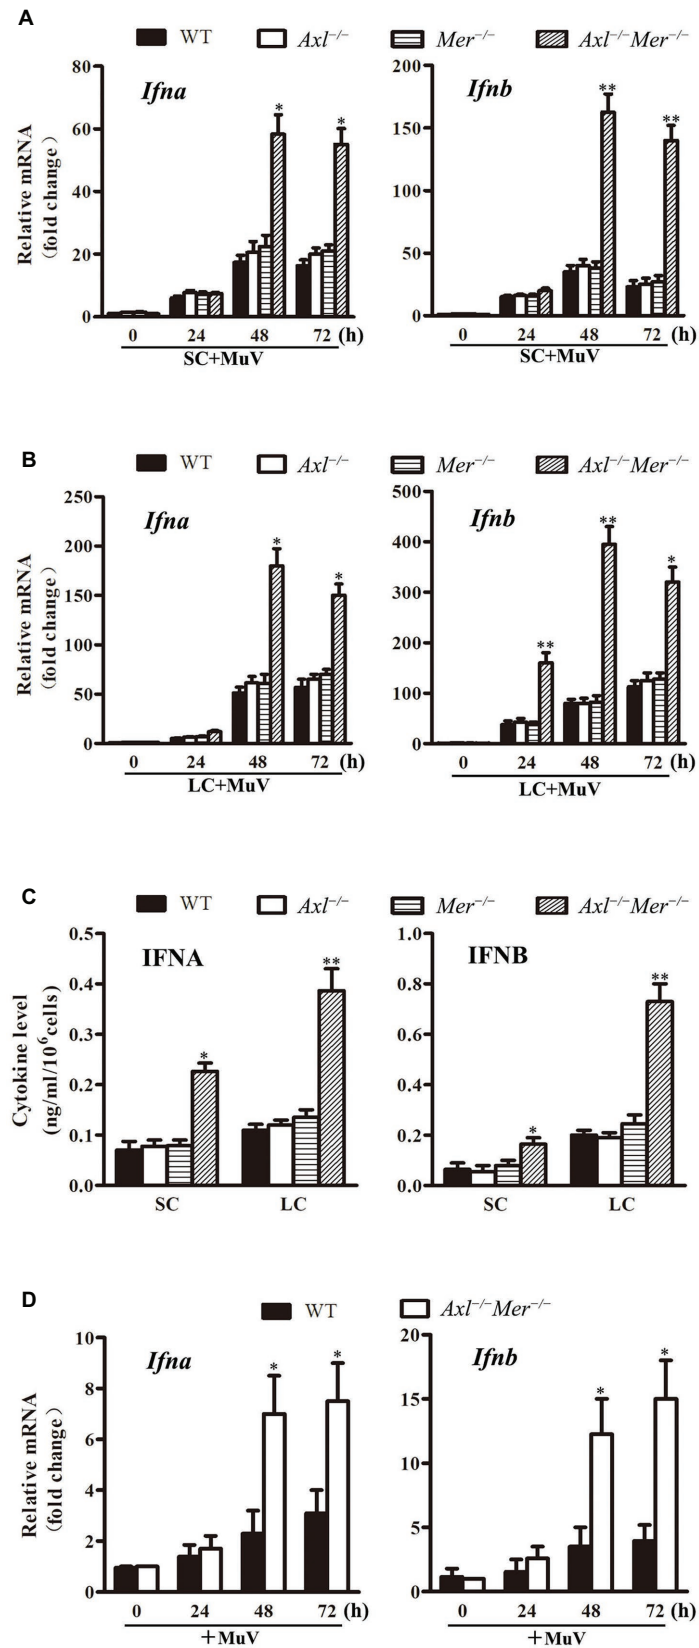 A
WT Axl−/− Mer−/− Axl−/−Mer−/−
Ifna
Relative mRNA
(fold change)
80
60
40
20
0
* *
0 24 48 72 (h)
SC+MuV
Ifnb
200
150
100
50
0
** **
0 24 48 72 (h)
SC+MuV
B
WT Axl−/− Mer−/− Axl−/−Mer−/−
Ifna
Relative mRNA
(fold change)
250
200
150
100
50
0
* *
0 24 48 72 (h)
LC+MuV
Ifnb
500
400
300
200
100
0
** ** *
0 24 48 72 (h)
LC+MuV
C
WT Axl−/− Mer−/− Axl−/−Mer−/−
IFNA
Cytokine level
(ng/ml/10⁶cells)
0.5
0.4
0.3
0.2
0.1
0.0
* **
SC LC
IFNB
1.0
0.8
0.6
0.4
0.2
0.0
* **
SC LC
D
WT Axl−/−Mer−/−
Ifna
Relative mRNA
(fold change)
10
8
6
4
2
0
* *
0 24 48 72 (h)
+MuV
Ifnb
20
15
10
5
0
* *
0 24 48 72 (h)
+MuV